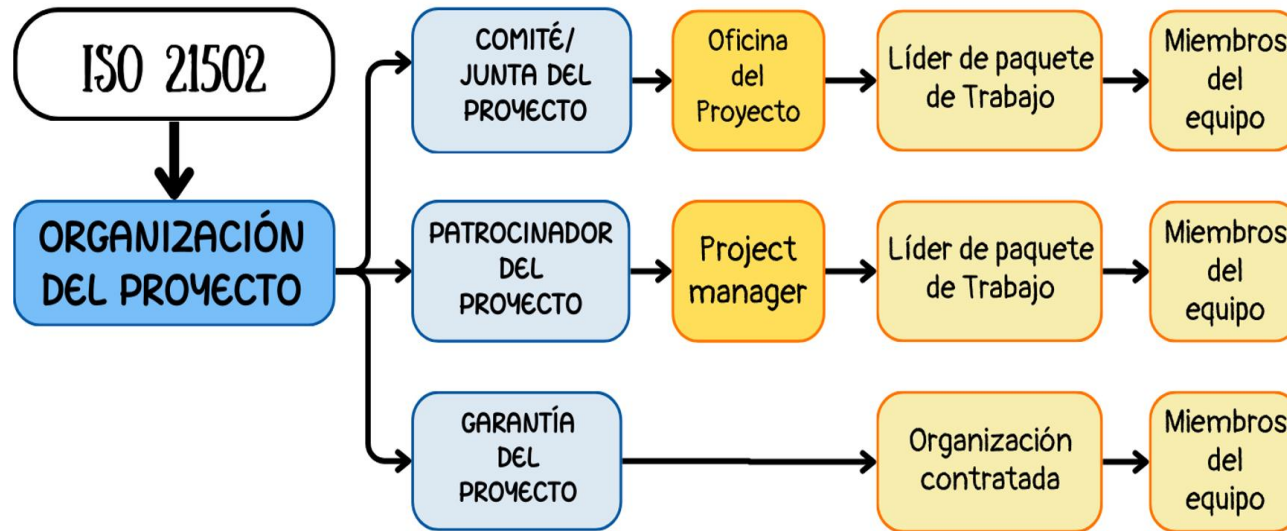 ISO 21502
ORGANIZACIÓN
DEL PROYECTO
COMITÉ/
JUNTA DEL
PROYECTO
Oficina
del
Proyecto
Líder de paquete
de Trabajo
Miembros
del
equipo
PATROCINADOR
DEL
PROYECTO
Project
manager
Líder de paquete
de Trabajo
Miembros
del
equipo
GARANTÍA
DEL
PROYECTO
Organización
contratada
Miembros
del
equipo